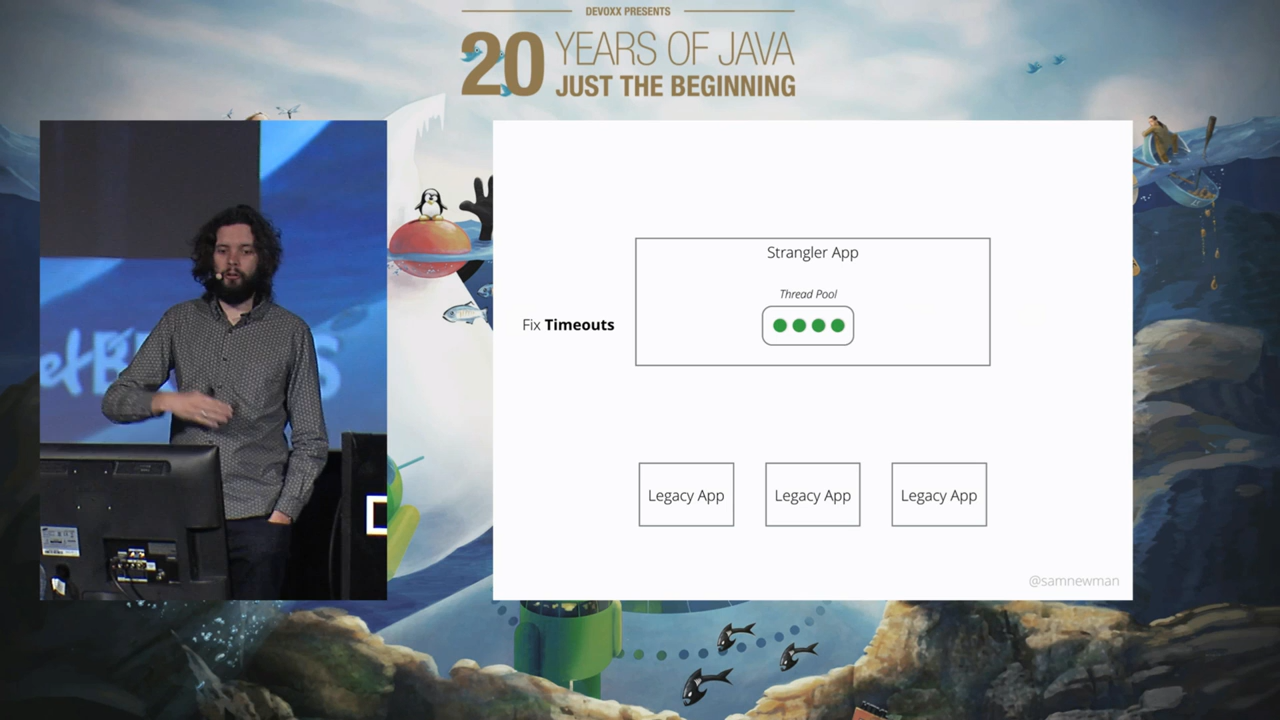 DEVOXX PRESENTS
20 YEARS OF JAVA
JUST THE BEGINNING
Strangler App
Thread Pool
Fix Timeouts
Legacy App
Legacy App
Legacy App
@samnewman